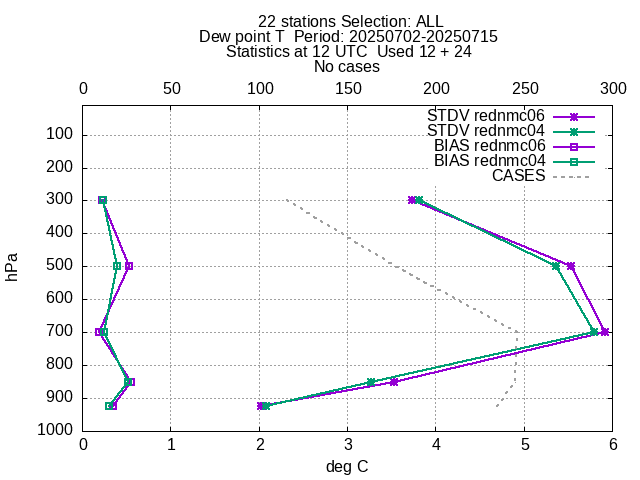 22 stations Selection: ALL
Dew point T  Period: 20250702-20250715
Statistics at 12 UTC  Used 12 + 24
No cases
0 50 100 150 200 250 300
STDV rednmc06
STDV rednmc04
BIAS rednmc06
BIAS rednmc04
CASES
100
200
300
400
500
600
700
800
900
1000
hPa
0 1 2 3 4 5 6
deg C